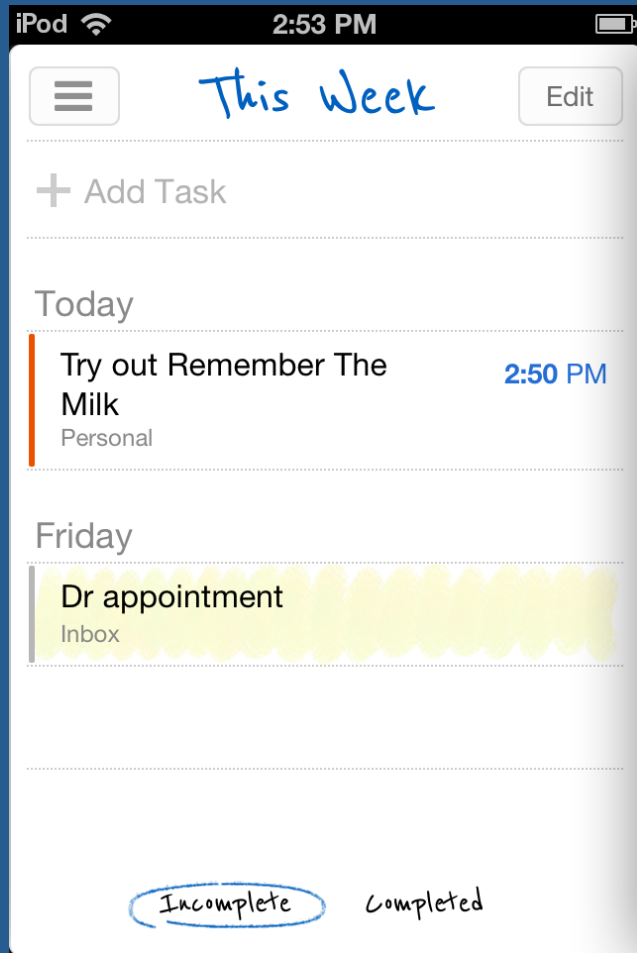 iPod 2:53 PM
This Week Edit
Add Task
Today
Try out Remember The 2:50 PM
Milk
Personal
Friday
Dr appointment
Inbox
Incomplete Completed